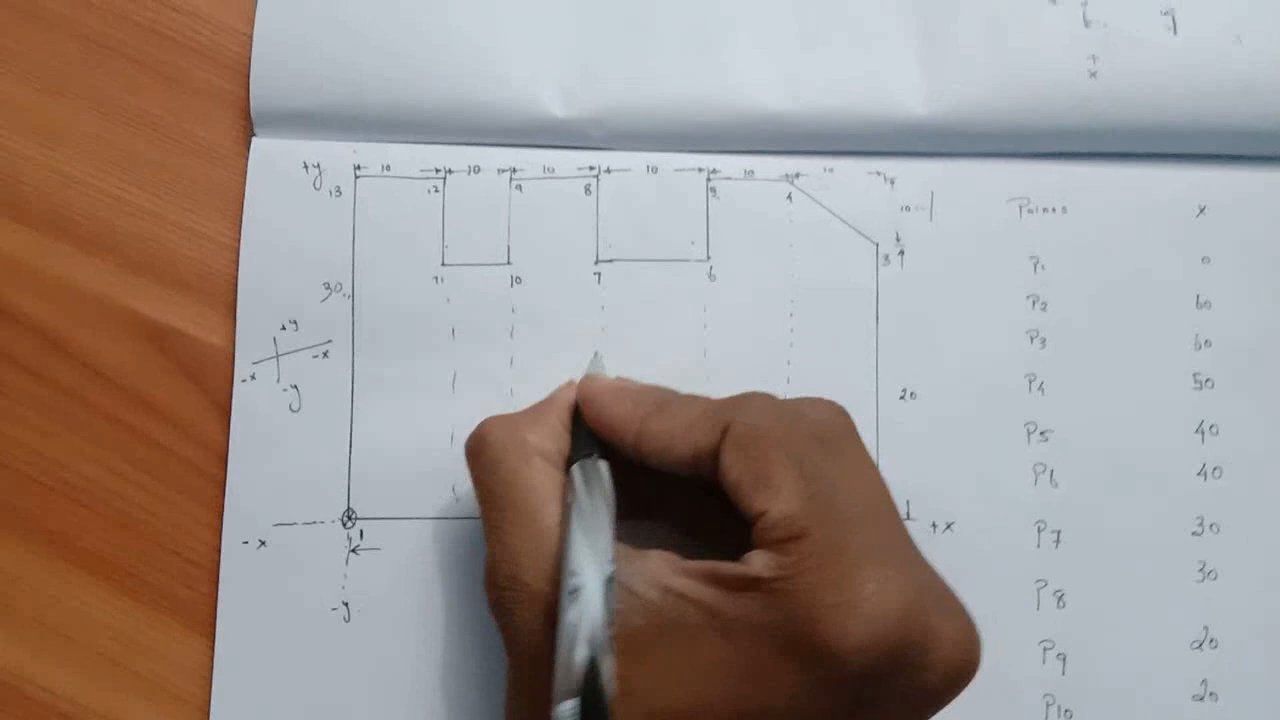 y
+
x
+y 10 10 10 10 10 10
13 12 9 8 5 4
10
3
11 10 7 6
30
+y
-x
-x
-y
20
-x
+x
1
-y
Points x
P1 0
P2 60
P3 60
P4 50
P5 40
P6 40
P7 30
P8 30
P9 20
P10 20